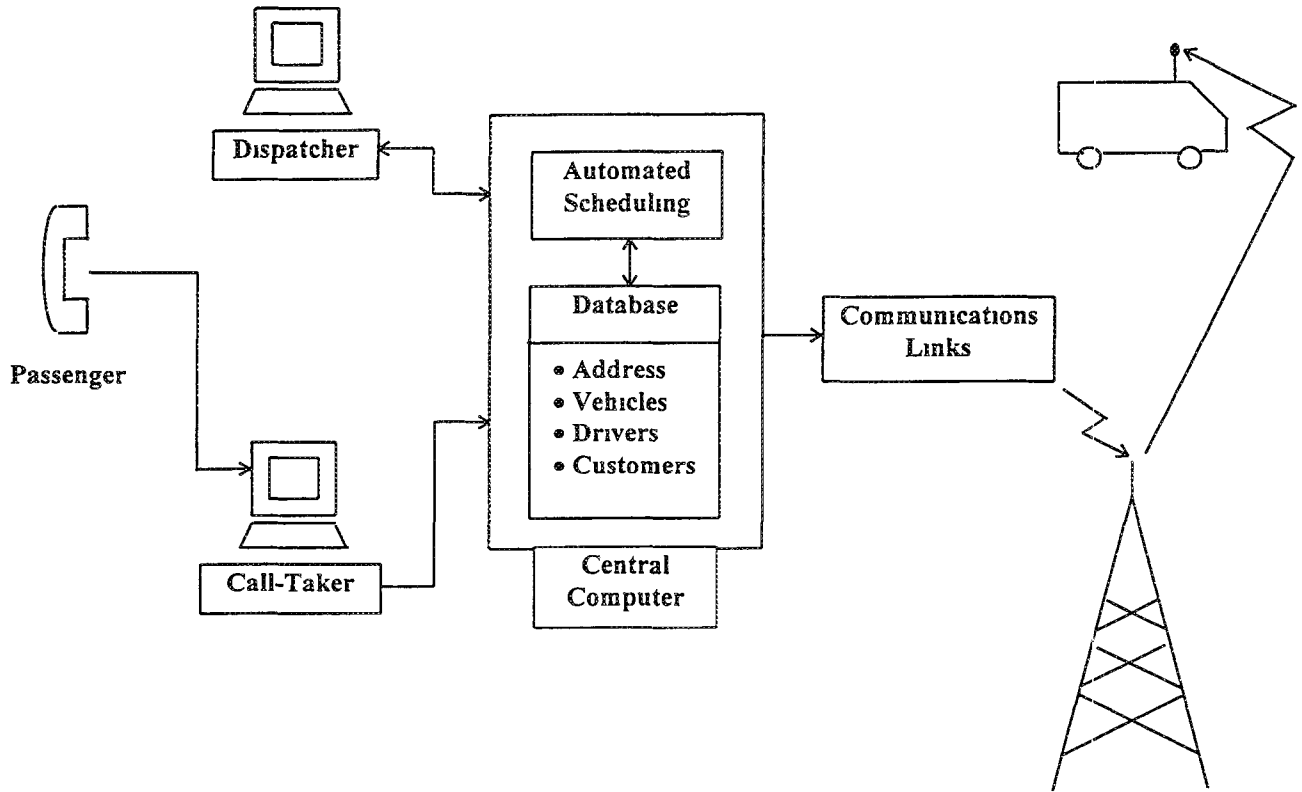 Dispatcher
Automated
Scheduling
Database
• Address
• Vehicles
• Drivers
• Customers
Communications
Links
Passenger
Call-Taker
Central
Computer